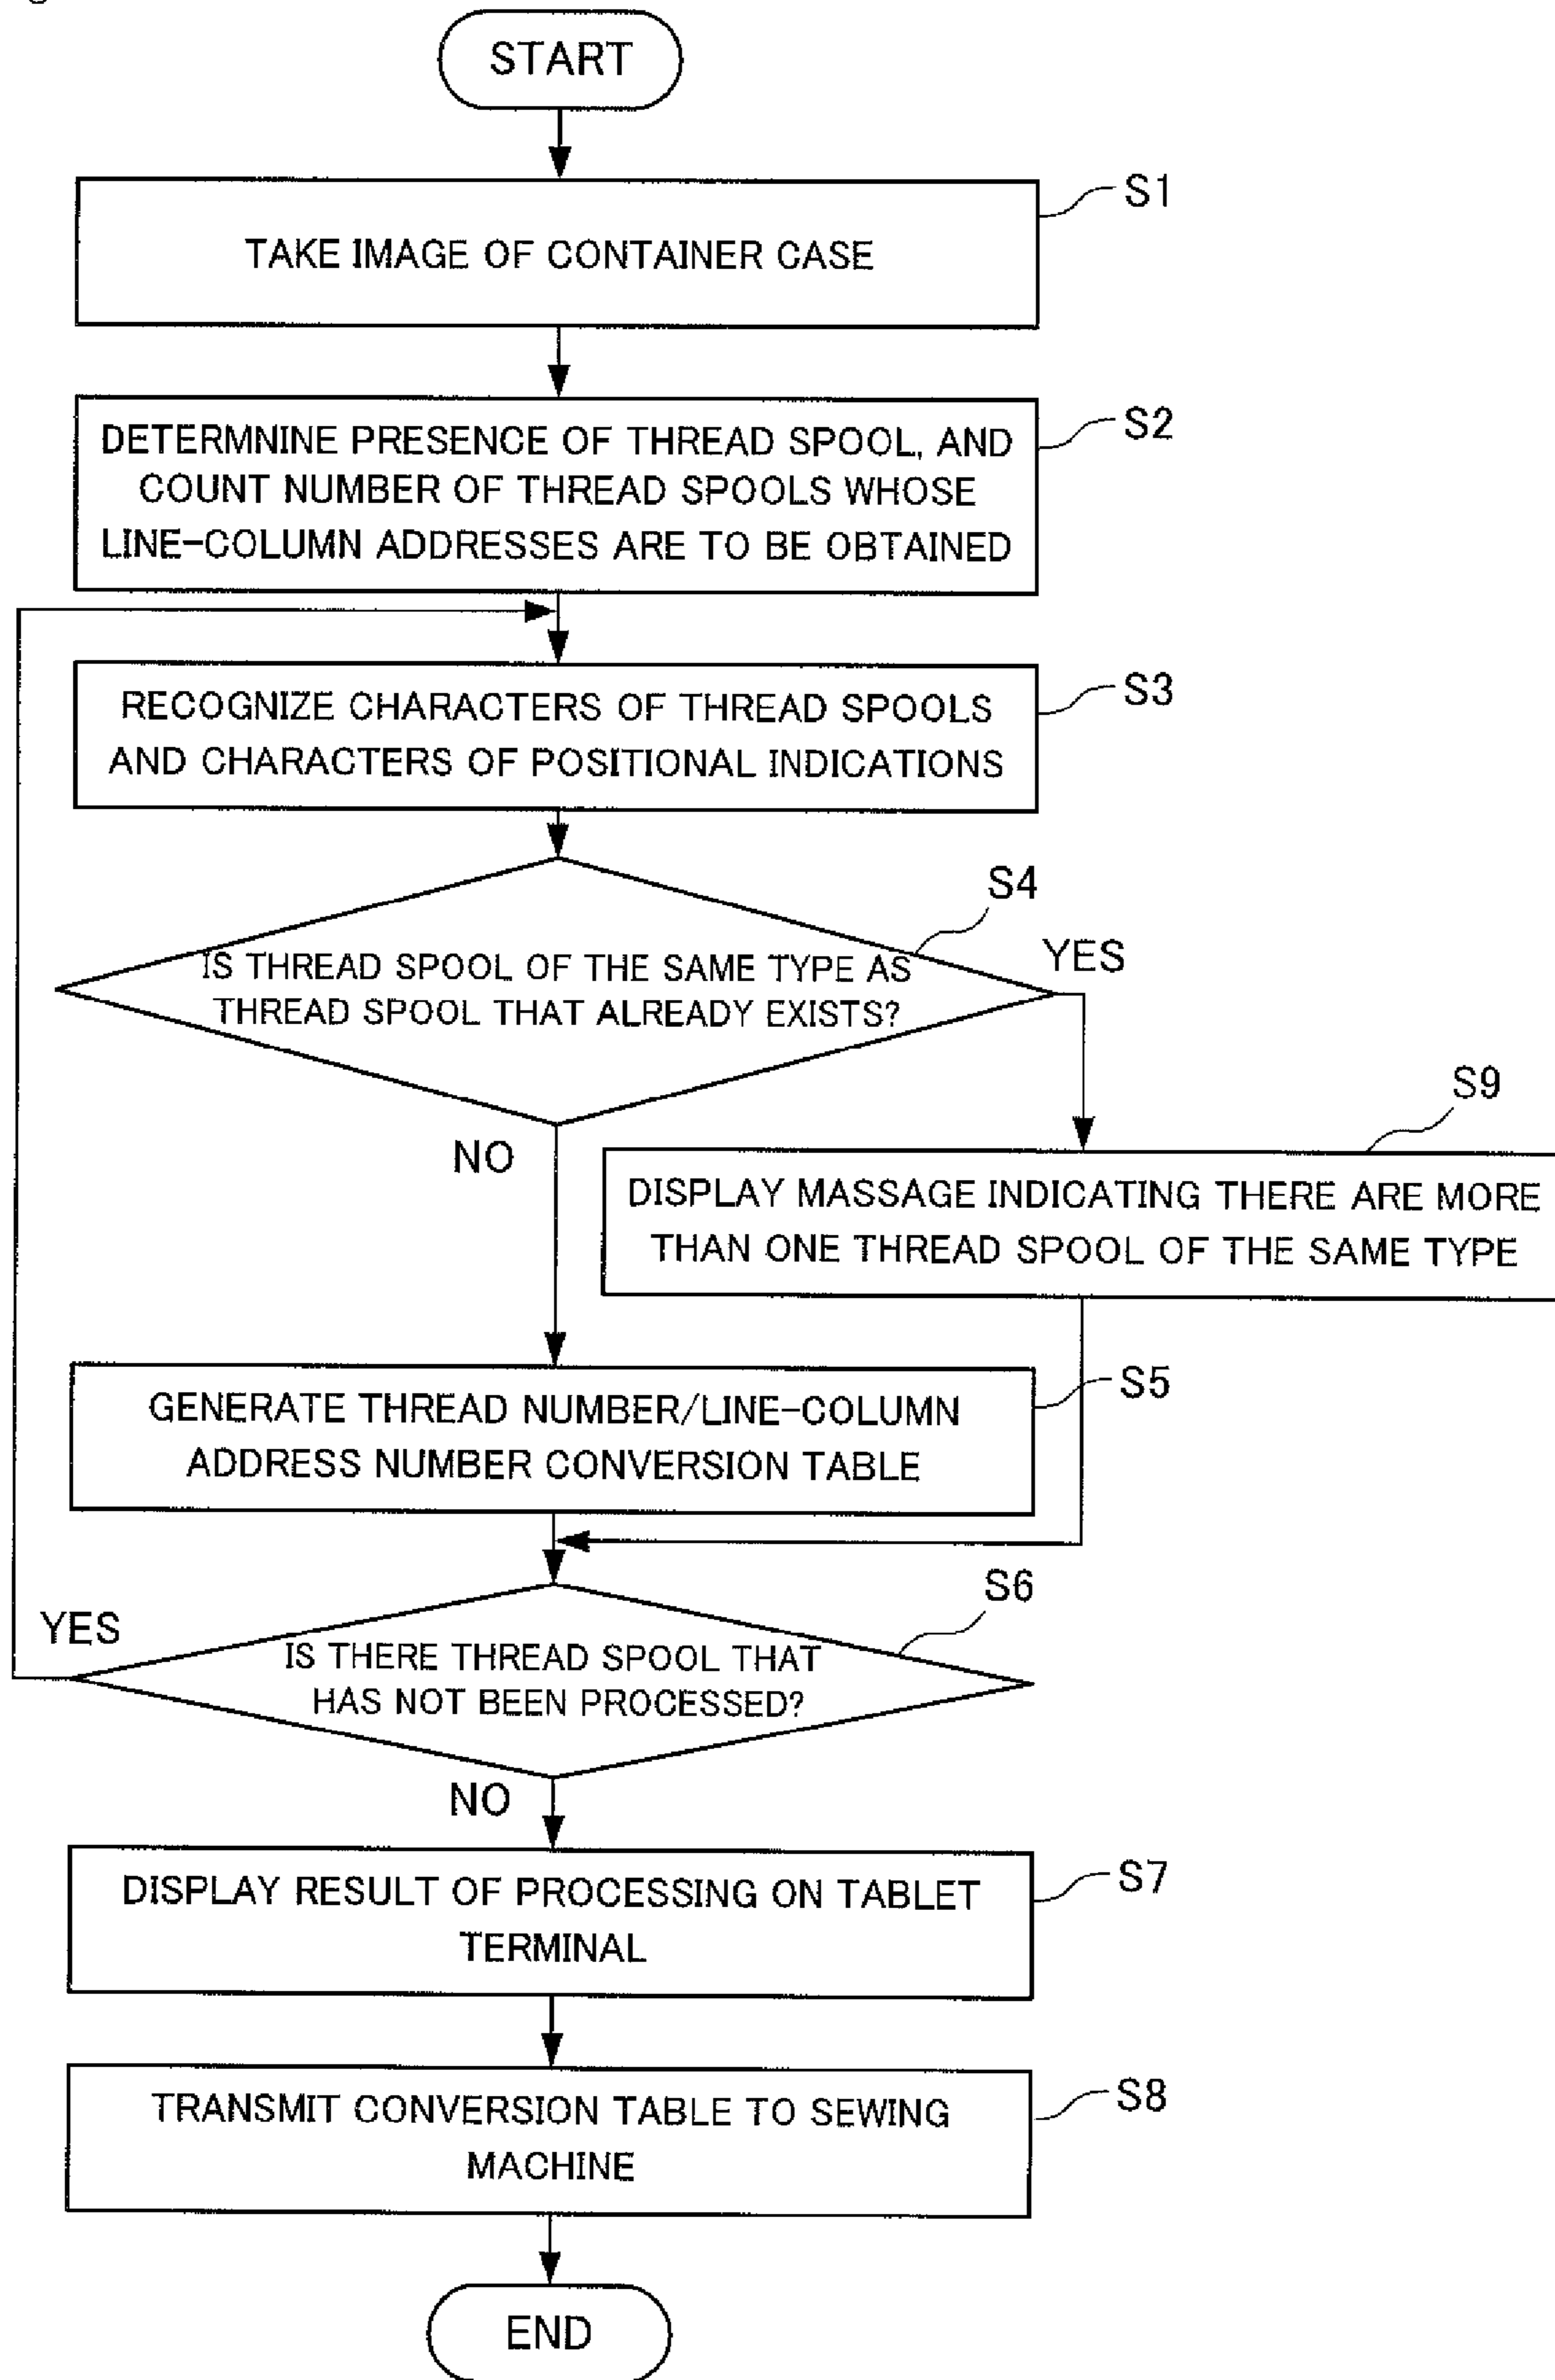 START
S1
TAKE IMAGE OF CONTAINER CASE
S2
DETERMNINE PRESENCE OF THREAD SPOOL, AND
COUNT NUMBER OF THREAD SPOOLS WHOSE
LINE-COLUMN ADDRESSES ARE TO BE OBTAINED
S3
RECOGNIZE CHARACTERS OF THREAD SPOOLS
AND CHARACTERS OF POSITIONAL INDICATIONS
S4
IS THREAD SPOOL OF THE SAME TYPE AS
THREAD SPOOL THAT ALREADY EXISTS?
YES
NO
S9
DISPLAY MASSAGE INDICATING THERE ARE MORE
THAN ONE THREAD SPOOL OF THE SAME TYPE
S5
GENERATE THREAD NUMBER/LINE-COLUMN
ADDRESS NUMBER CONVERSION TABLE
S6
YES
IS THERE THREAD SPOOL THAT
HAS NOT BEEN PROCESSED?
NO
S7
DISPLAY RESULT OF PROCESSING ON TABLET
TERMINAL
S8
TRANSMIT CONVERSION TABLE TO SEWING
MACHINE
END